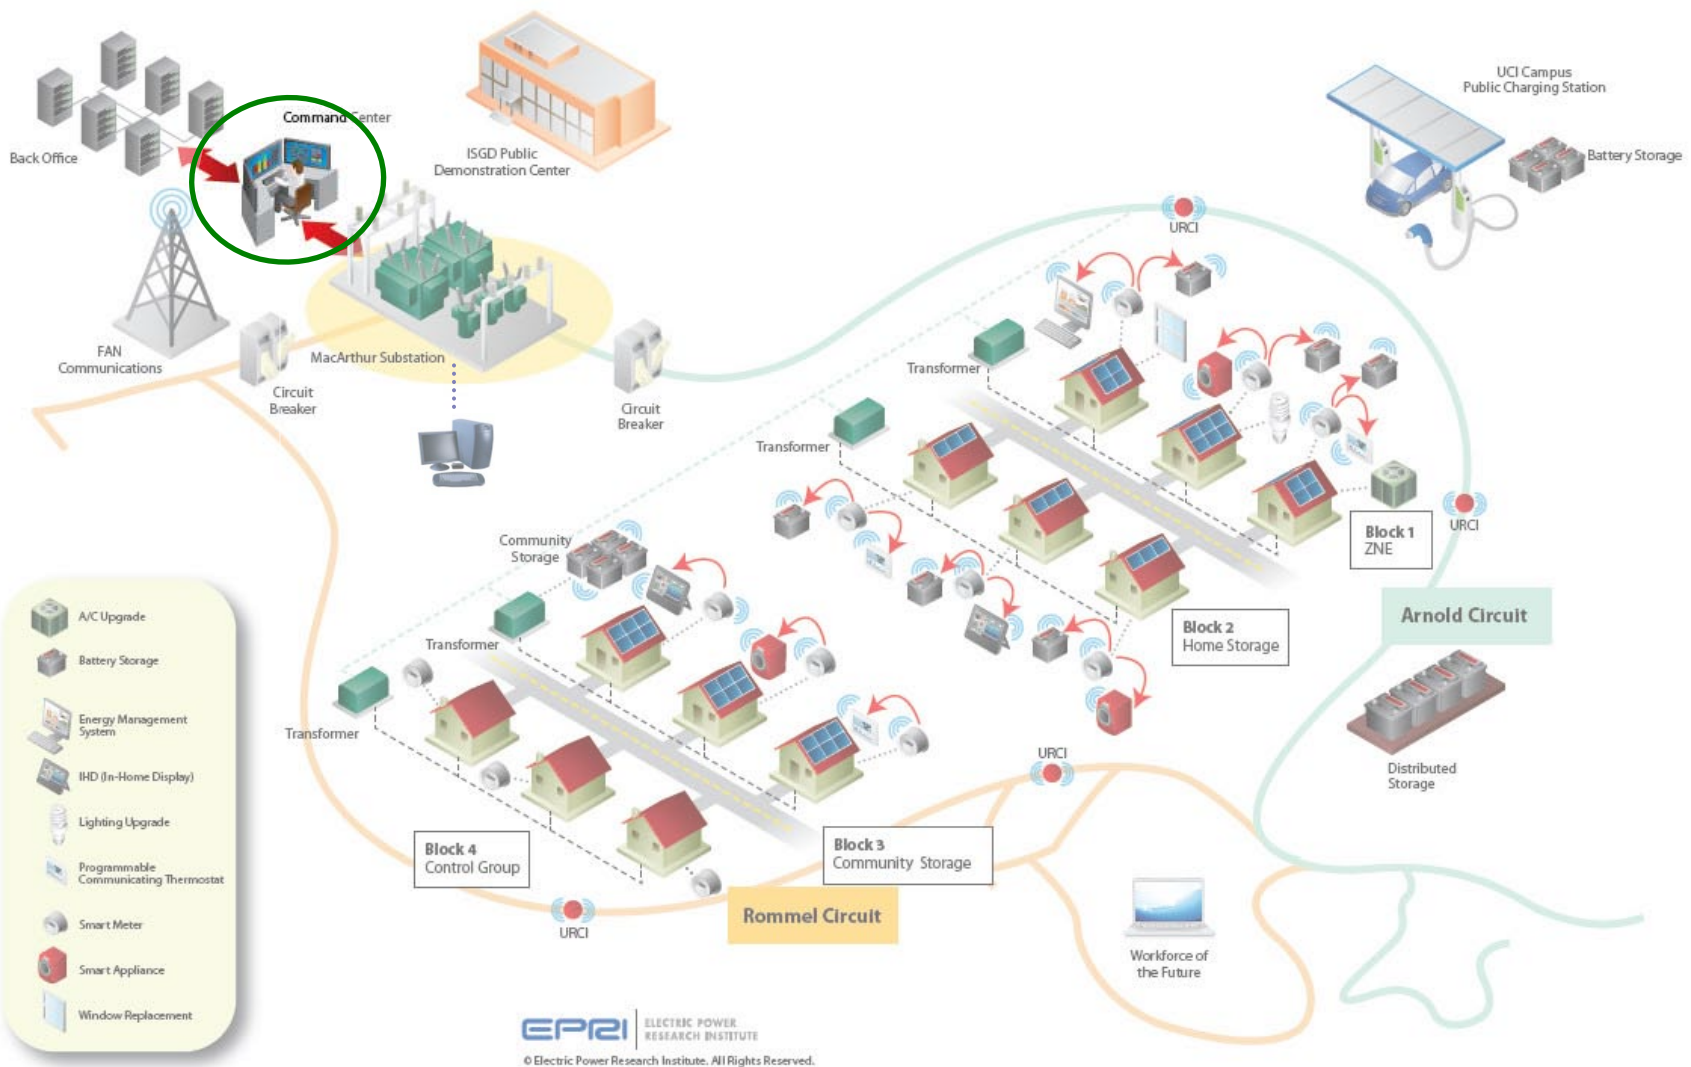 Command Center
Back Office
ISGD Public
Demonstration Center
UCI Campus
Public Charging Station
Battery Storage
FAN
Communications
MacArthur Substation
Circuit
Breaker
Circuit
Breaker
URCI
Transformer
Transformer
URCI
Block 1
ZNE
Community
Storage
Arnold Circuit
Block 2
Home Storage
Transformer
Transformer
URCI
Distributed
Storage
Block 4
Control Group
Block 3
Community Storage
Rommel Circuit
URCI
Workforce of
the Future
A/C Upgrade
Battery Storage
Energy Management
System
IHD (In-Home Display)
Lighting Upgrade
Programmable
Communicating Thermostat
Smart Meter
Smart Appliance
Window Replacement
EPRI
ELECTRIC POWER
RESEARCH INSTITUTE
© Electric Power Research Institute. All Rights Reserved.